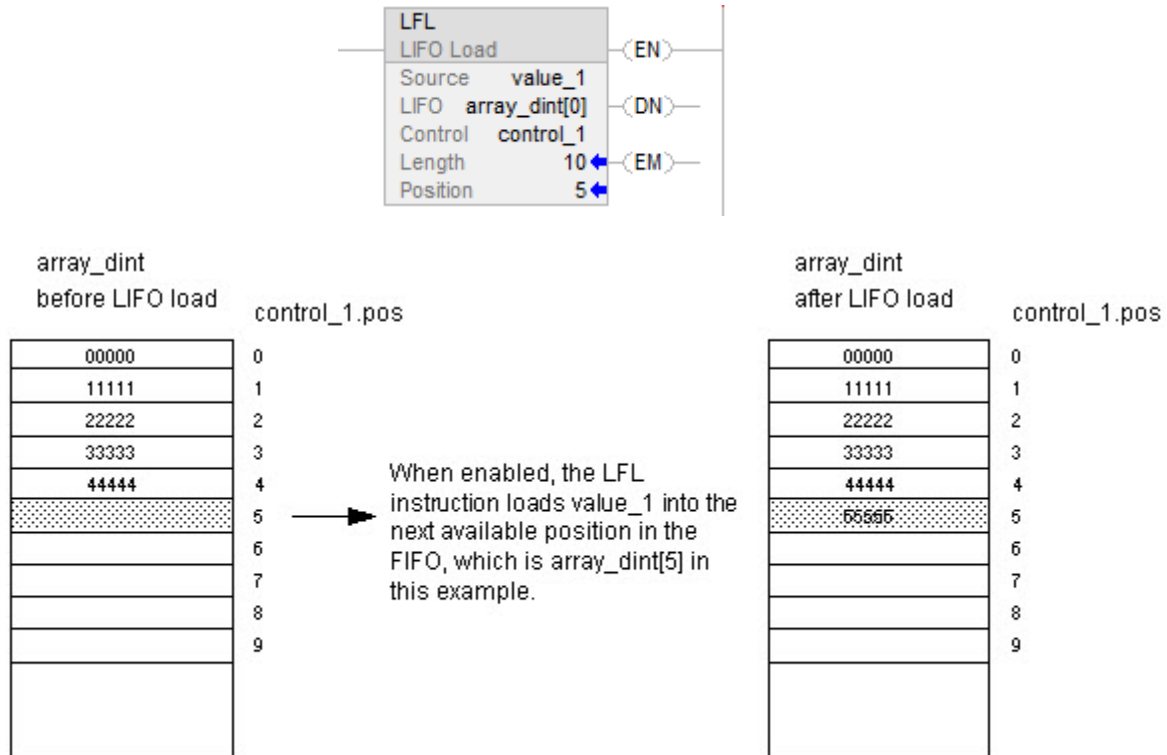 LFL
LIFO Load
(EN)
Source value_1
LIFO array_dint[0]
(DN)
Control control_1
Length 10
(EM)
Position 5
array_dint
before LIFO load
control_1.pos
00000 0
11111 1
22222 2
33333 3
44444 4
5
6
7
8
9
When enabled, the LFL
instruction loads value_1 into the
next available position in the
FIFO, which is array_dint[5] in
this example.
array_dint
after LIFO load
control_1.pos
00000 0
11111 1
22222 2
33333 3
44444 4
55555 5
6
7
8
9